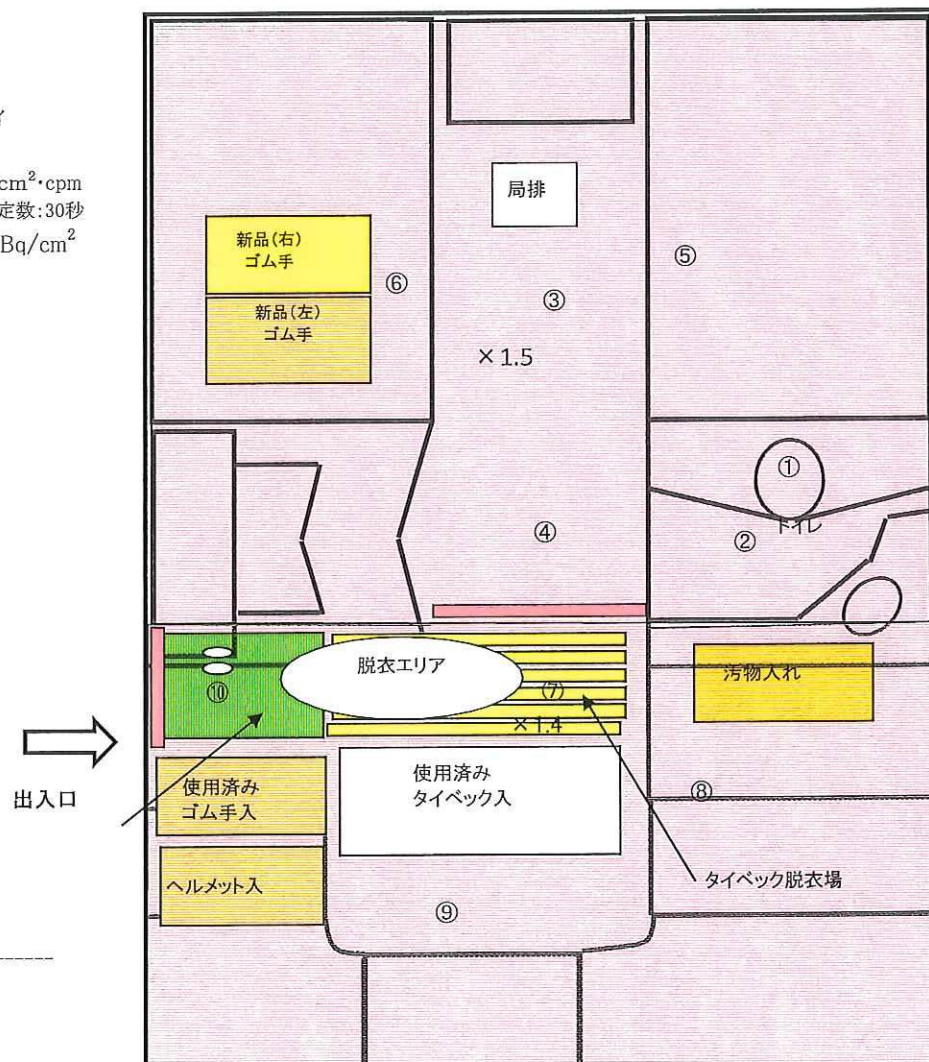 cm²・cpm
定数:30秒
Bq/cm²
局排
新品(右)
ゴム手
新品(左)
ゴム手
⑥
⑤
③
×1.5
①
トイレ
②
④
脱衣エリア
⑩
(7)
×1.4
汚物入れ
出入口
使用済み
ゴム手入
使用済み
タイベック入
⑧
ヘルメット入
タイベック脱衣場
⑨